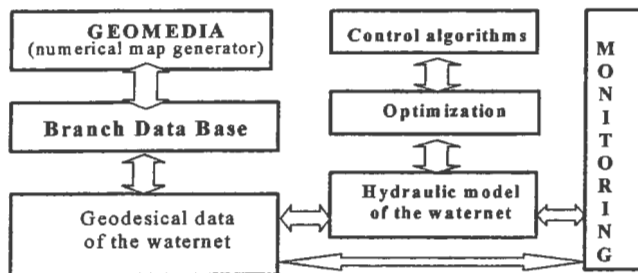 GEOMEDIA
(numerical map generator)
Branch Data Base
Geodesical data
of the waternet
Control algorithms
Optimization
Hydraulic model
of the waternet
MONITORING